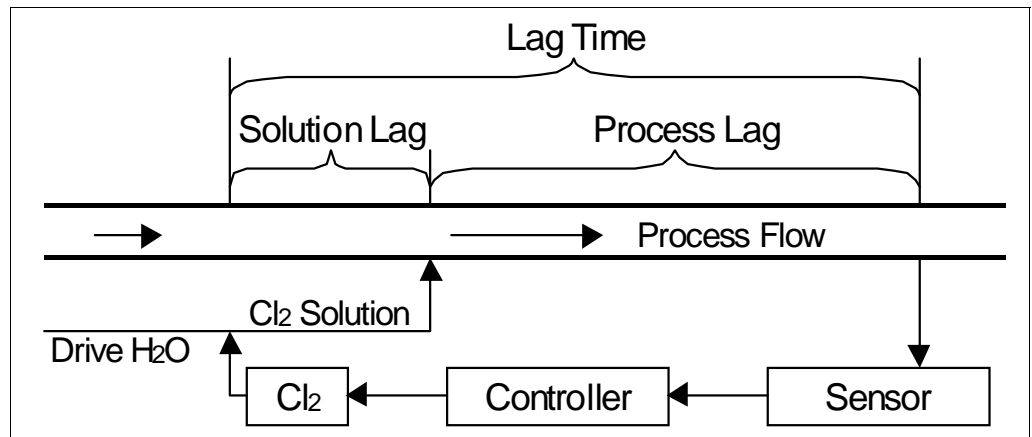 Lag Time
Solution Lag
Process Lag
Process Flow
Cl2 Solution
Drive H2O
Cl2
Controller
Sensor